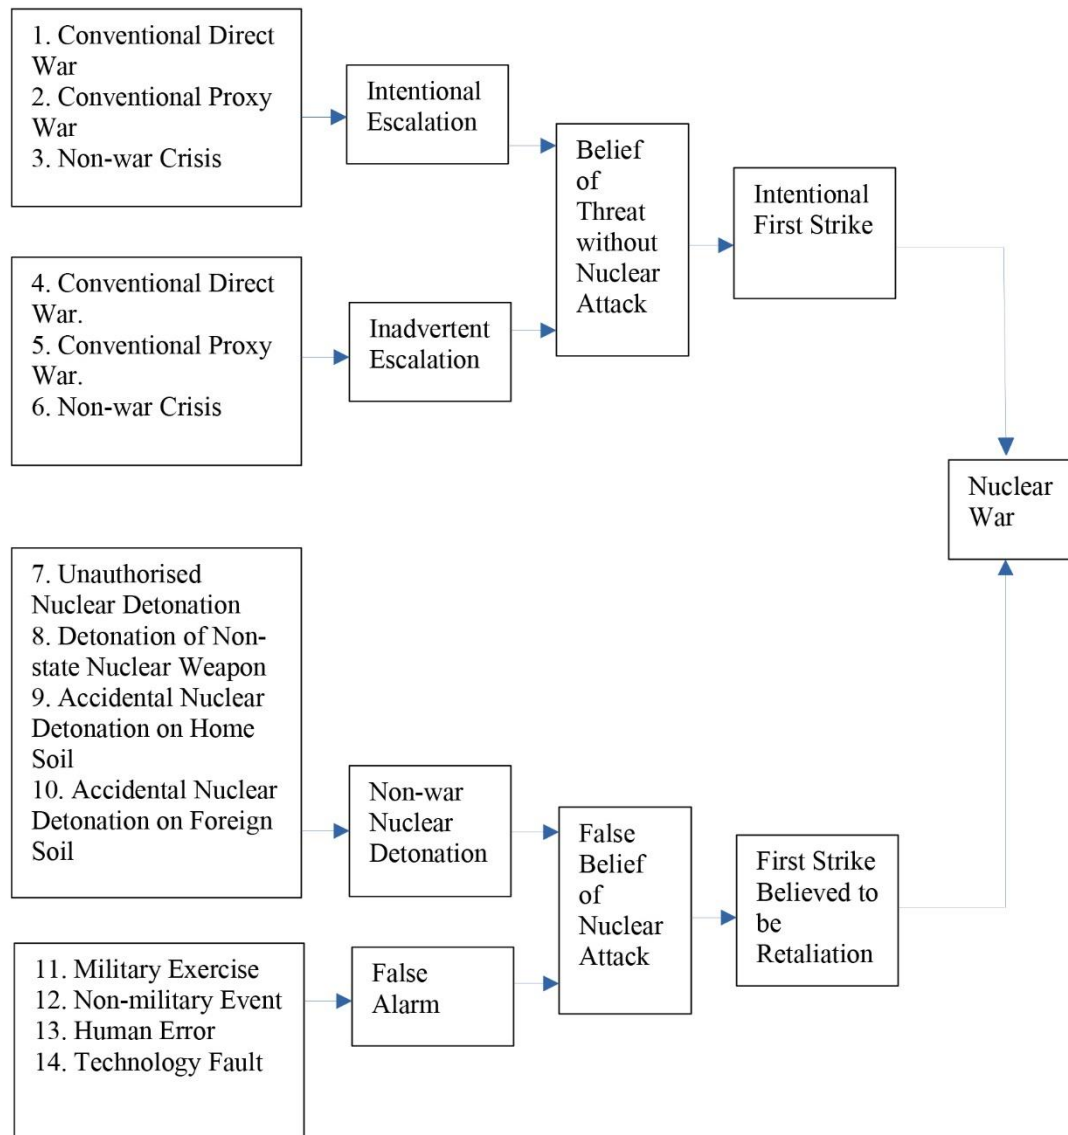 1. Conventional Direct
War
2. Conventional Proxy
War
3. Non-war Crisis
Intentional
Escalation
Belief
of
Threat
without
Nuclear
Attack
Intentional
First Strike
4. Conventional Direct
War.
5. Conventional Proxy
War.
6. Non-war Crisis
Inadvertent
Escalation
Nuclear
War
7. Unauthorised
Nuclear Detonation
8. Detonation of Non-
state Nuclear Weapon
9. Accidental Nuclear
Detonation on Home
Soil
10. Accidental Nuclear
Detonation on Foreign
Soil
Non-war
Nuclear
Detonation
False
Belief
of
Nuclear
Attack
First Strike
Believed to
be
Retaliation
11. Military Exercise
12. Non-military Event
13. Human Error
14. Technology Fault
False
Alarm